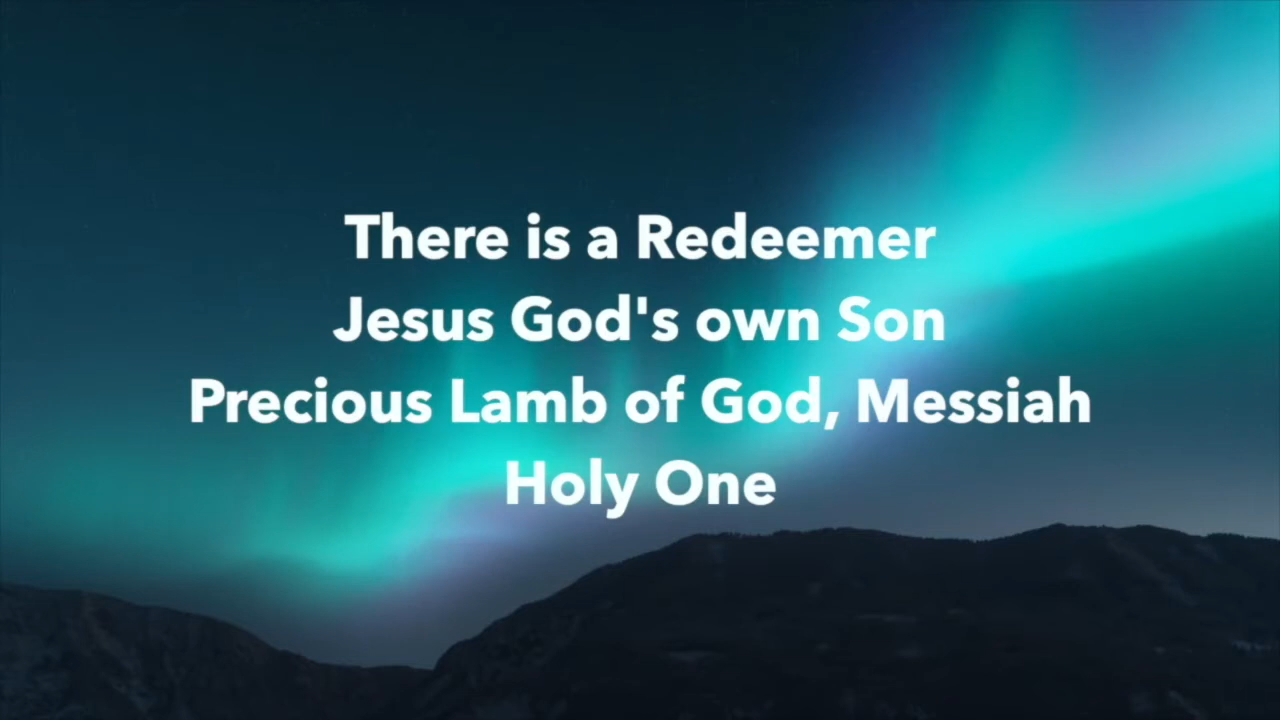 There is a Redeemer
Jesus God's own Son
Precious Lamb of God, Messiah
Holy One